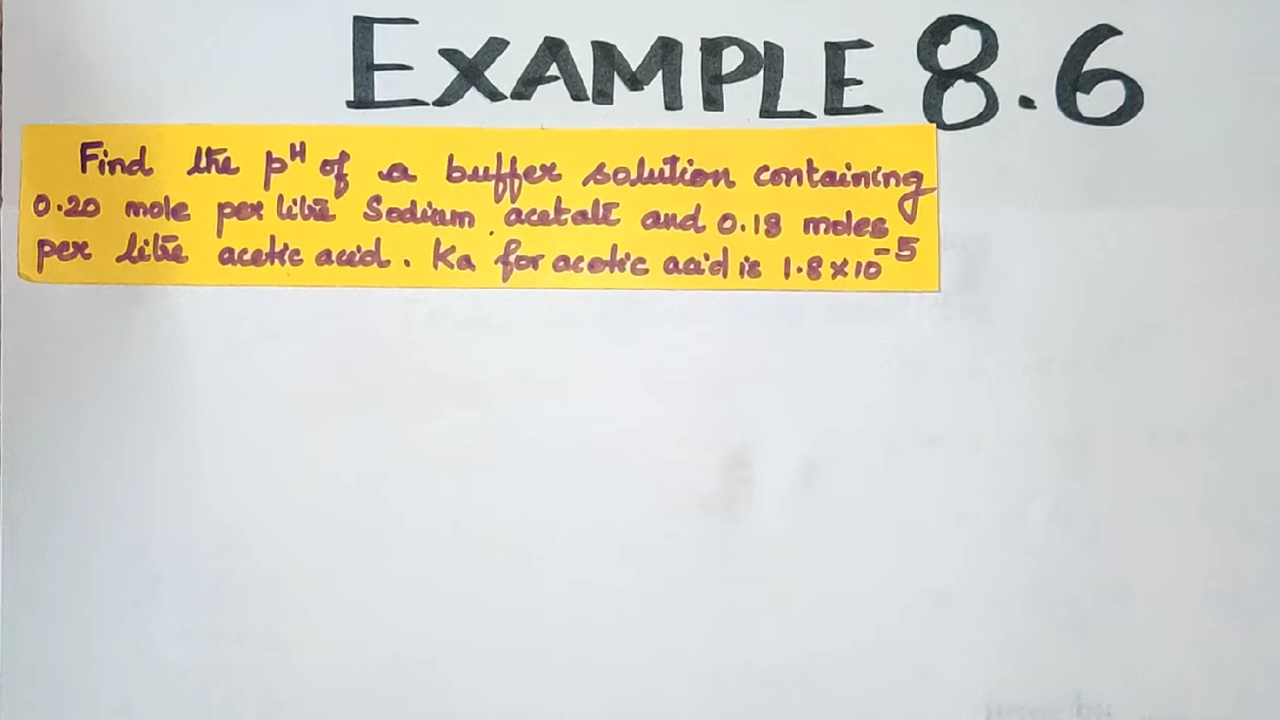 EXAMPLE 8.6
Find the pH of a buffer solution containing
0.20 mole per litre Sodium acetate and 0.18 moles
per litre acetic acid. Ka for acetic acid is 1.8×10⁻⁵